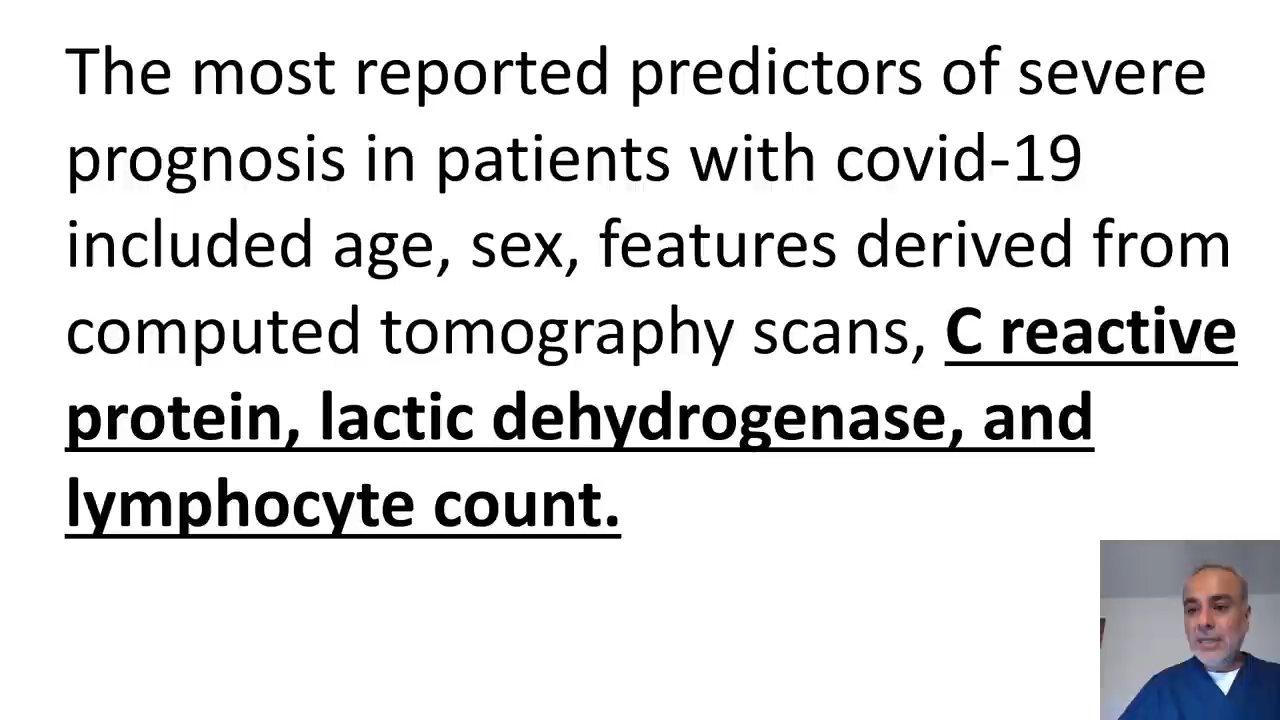 The most reported predictors of severe
prognosis in patients with covid-19
included age, sex, features derived from
computed tomography scans, C reactive
protein, lactic dehydrogenase, and
lymphocyte count.